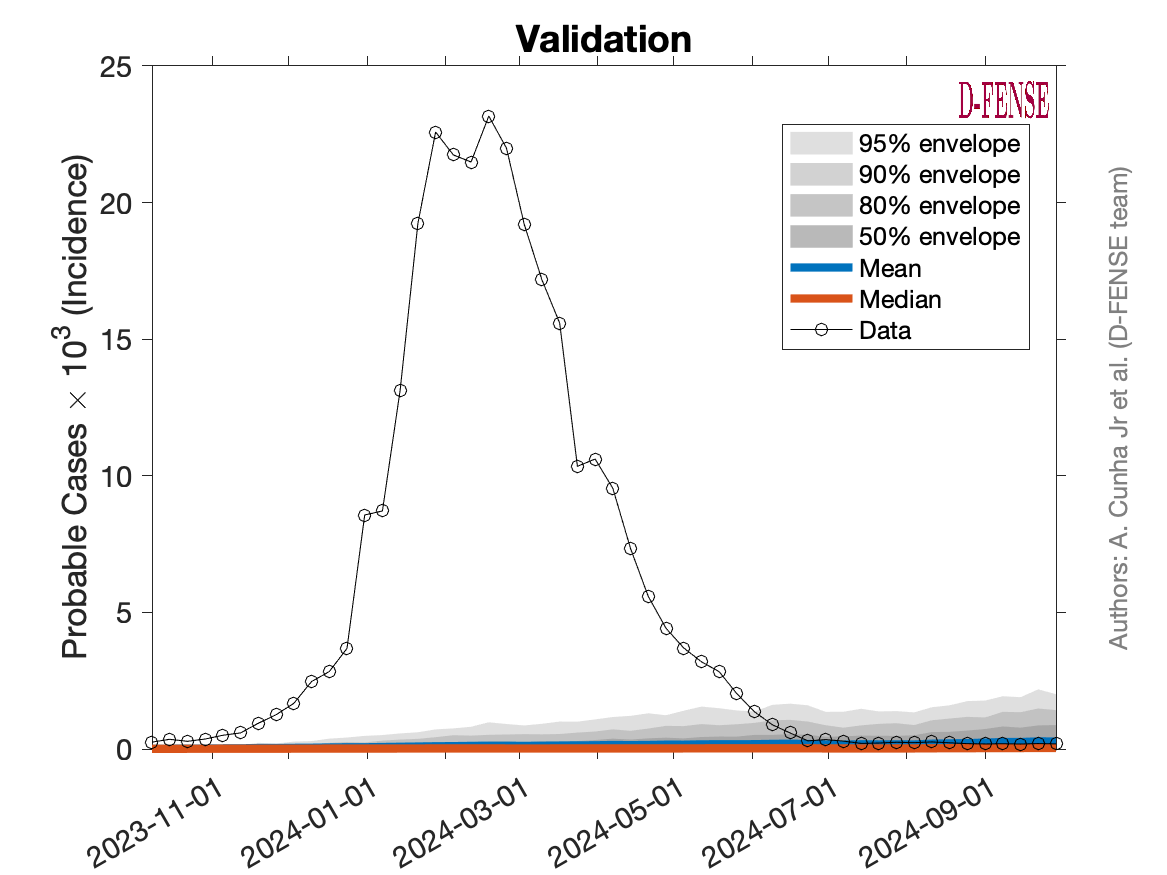 Validation
D-FENSE
95% envelope
90% envelope
80% envelope
50% envelope
Mean
Median
Data
Probable Cases × 10³ (Incidence)
25
20
15
10
5
0
2023-11-01
2024-01-01
2024-03-01
2024-05-01
2024-07-01
2024-09-01
Authors: A. Cunha Jr et al. (D-FENSE team)